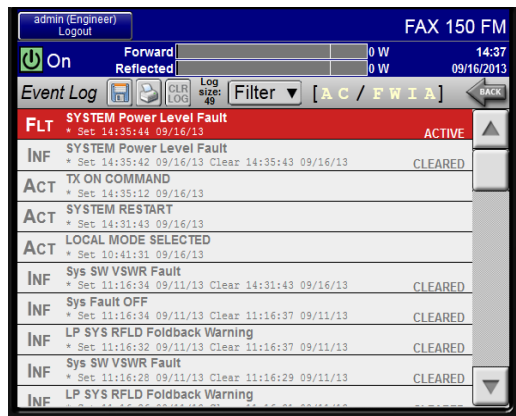 admin (Engineer)
Logout
FAX 150 FM
On
Forward 0 W 14:37
Reflected 0 W 09/16/2013
Event Log CLR LOG Log size: 49 Filter ▼ [A C / F W I A] BACK
FLT SYSTEM Power Level Fault
* Set 14:35:44 09/16/13 ACTIVE
INF SYSTEM Power Level Fault
* Set 14:35:42 09/16/13 Clear 14:35:43 09/16/13 CLEARED
ACT TX ON COMMAND
* Set 14:35:12 09/16/13
ACT SYSTEM RESTART
* Set 14:31:43 09/16/13
ACT LOCAL MODE SELECTED
* Set 10:41:31 09/16/13
INF Sys SW VSWR Fault
* Set 11:16:34 09/11/13 Clear 14:31:43 09/16/13 CLEARED
INF Sys Fault OFF
* Set 11:16:34 09/11/13 Clear 11:16:37 09/11/13 CLEARED
INF LP SYS RFLD Foldback Warning
* Set 11:16:32 09/11/13 Clear 11:16:37 09/11/13 CLEARED
INF Sys SW VSWR Fault
* Set 11:16:28 09/11/13 Clear 11:16:29 09/11/13 CLEARED
INF LP SYS RFLD Foldback Warning